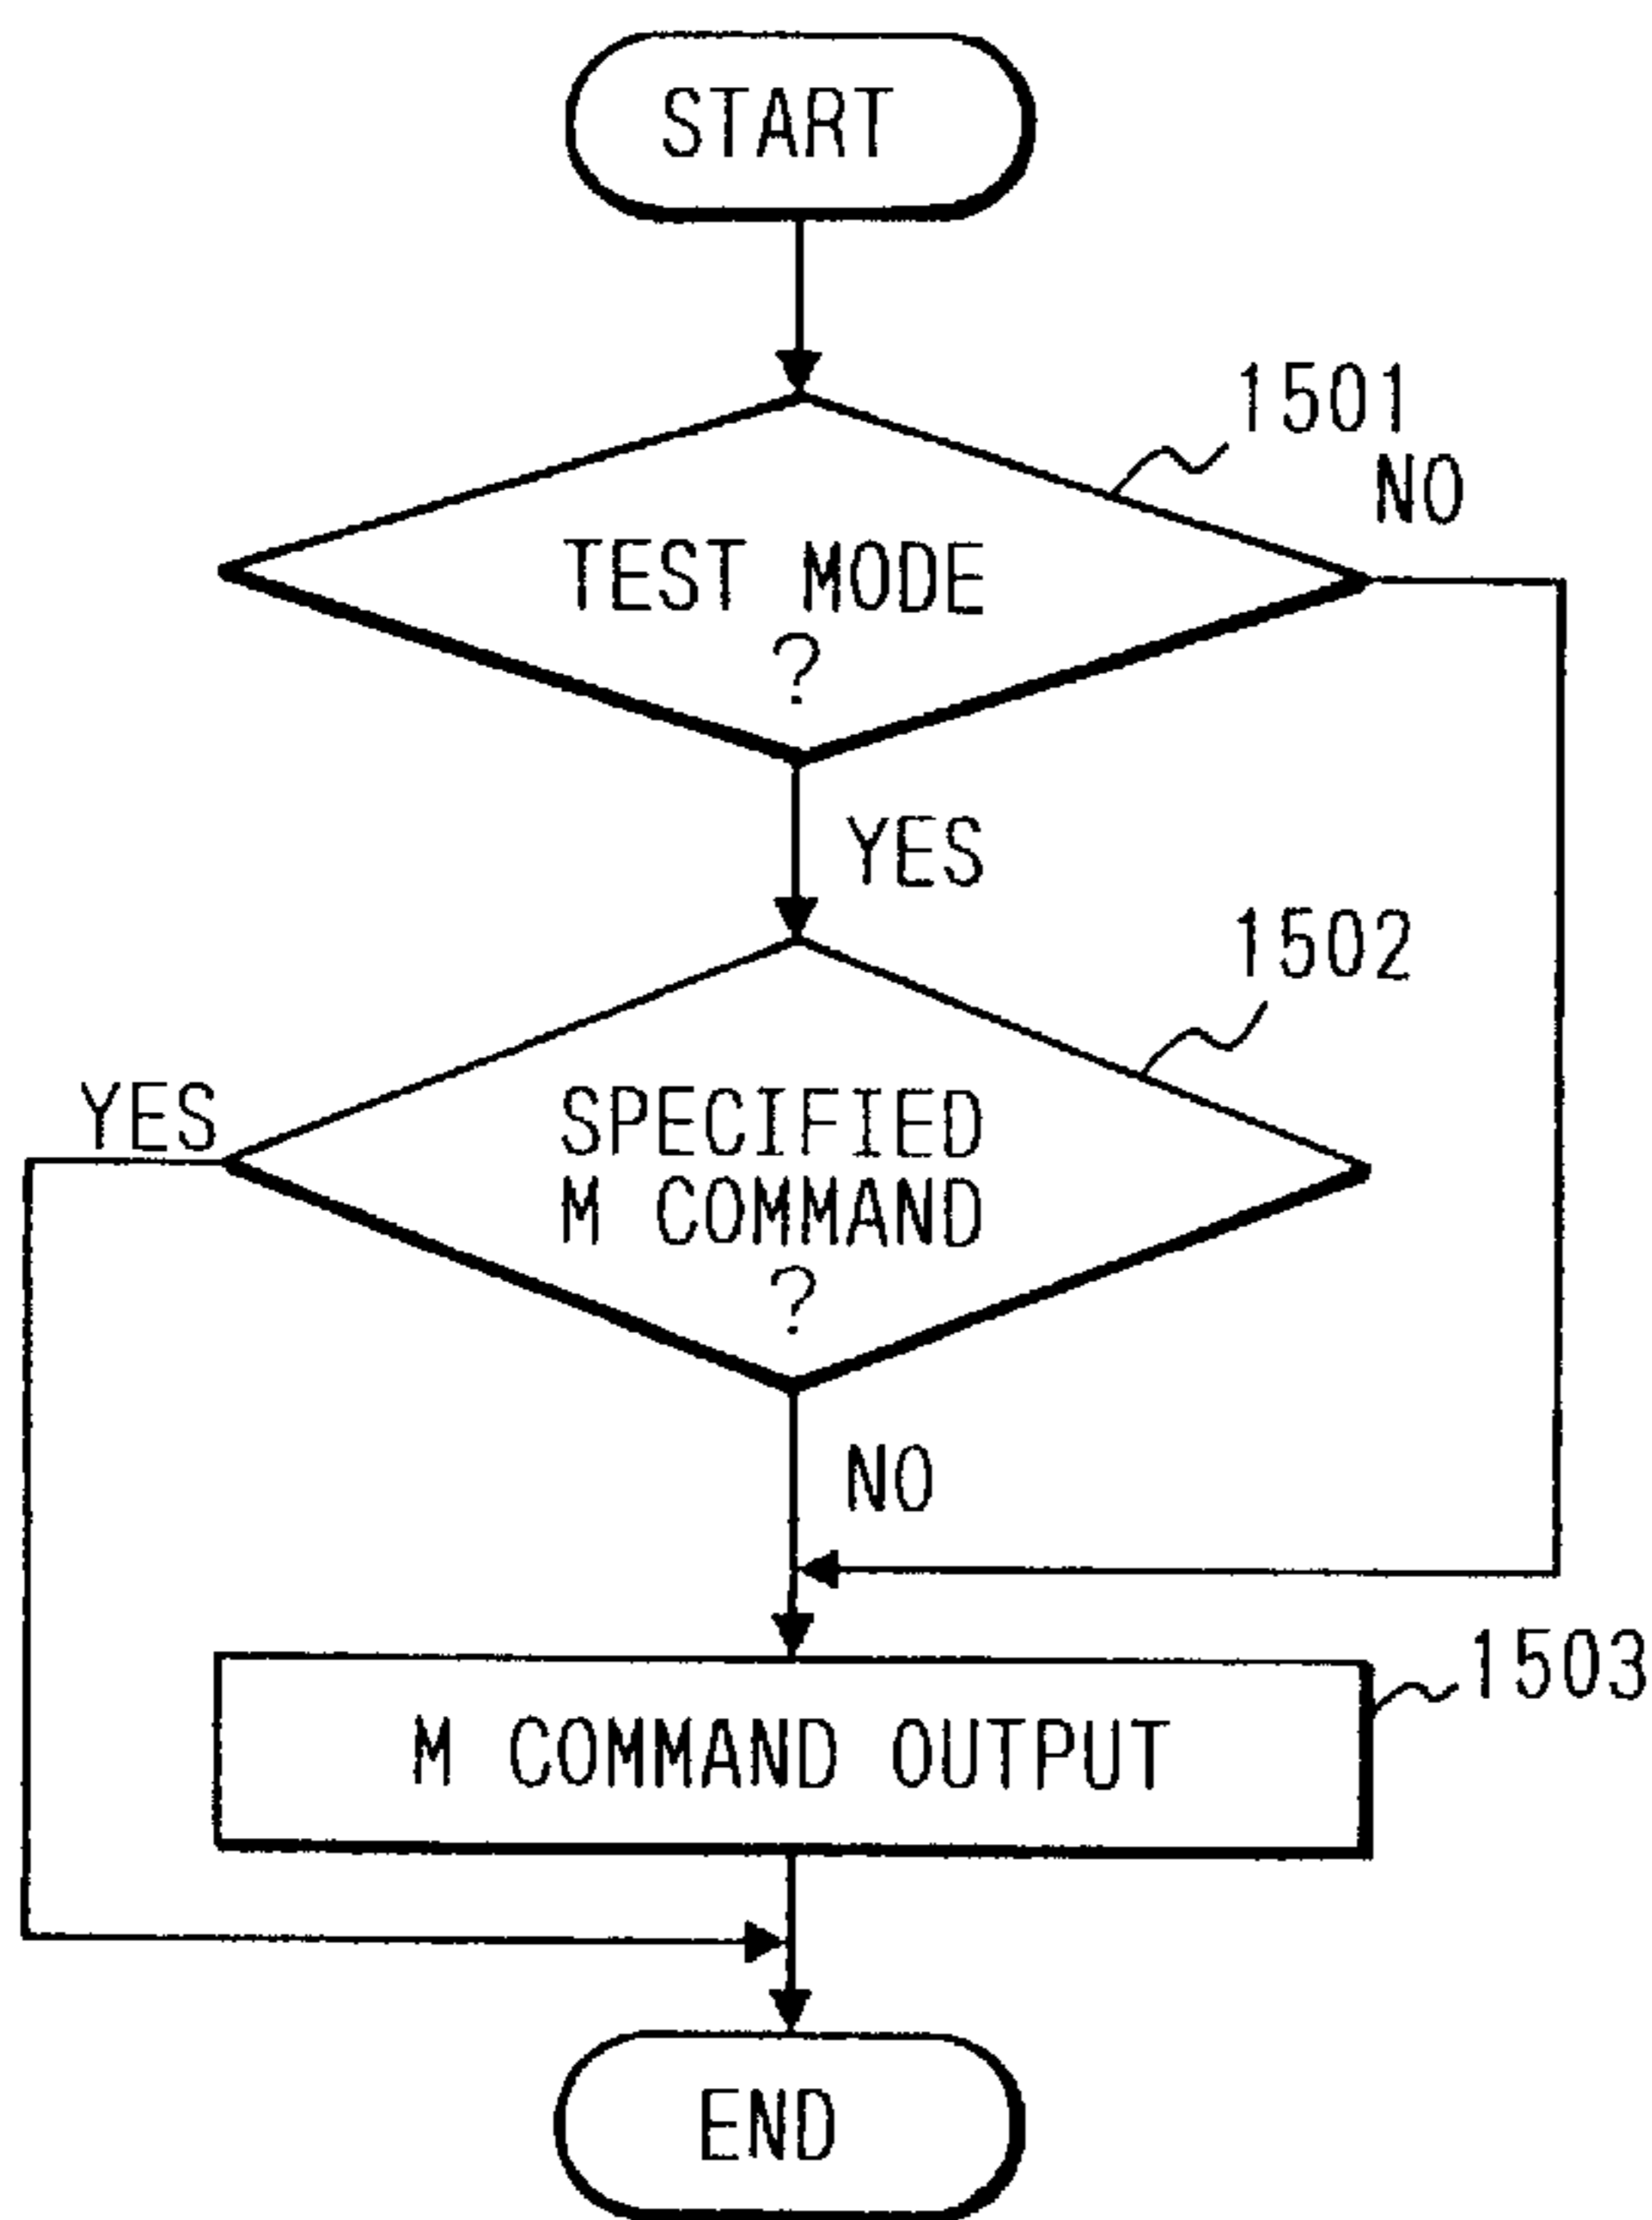 START
1501
NO
TEST MODE
?
YES
1502
YES
SPECIFIED
M COMMAND
?
NO
1503
M COMMAND OUTPUT
END